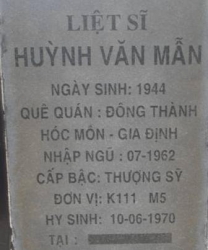 LIỆT SĨ
HUỲNH VĂN MẪN
NGÀY SINH: 1944
QUÊ QUÁN : ĐÔNG THÀNH
HÓC MÔN - GIA ĐỊNH
NHẬP NGŨ : 07-1962
CẤP BẬC: THƯỢNG SỸ
ĐƠN VỊ: K111 M5
HY SINH: 10-06-1970
TẠI :